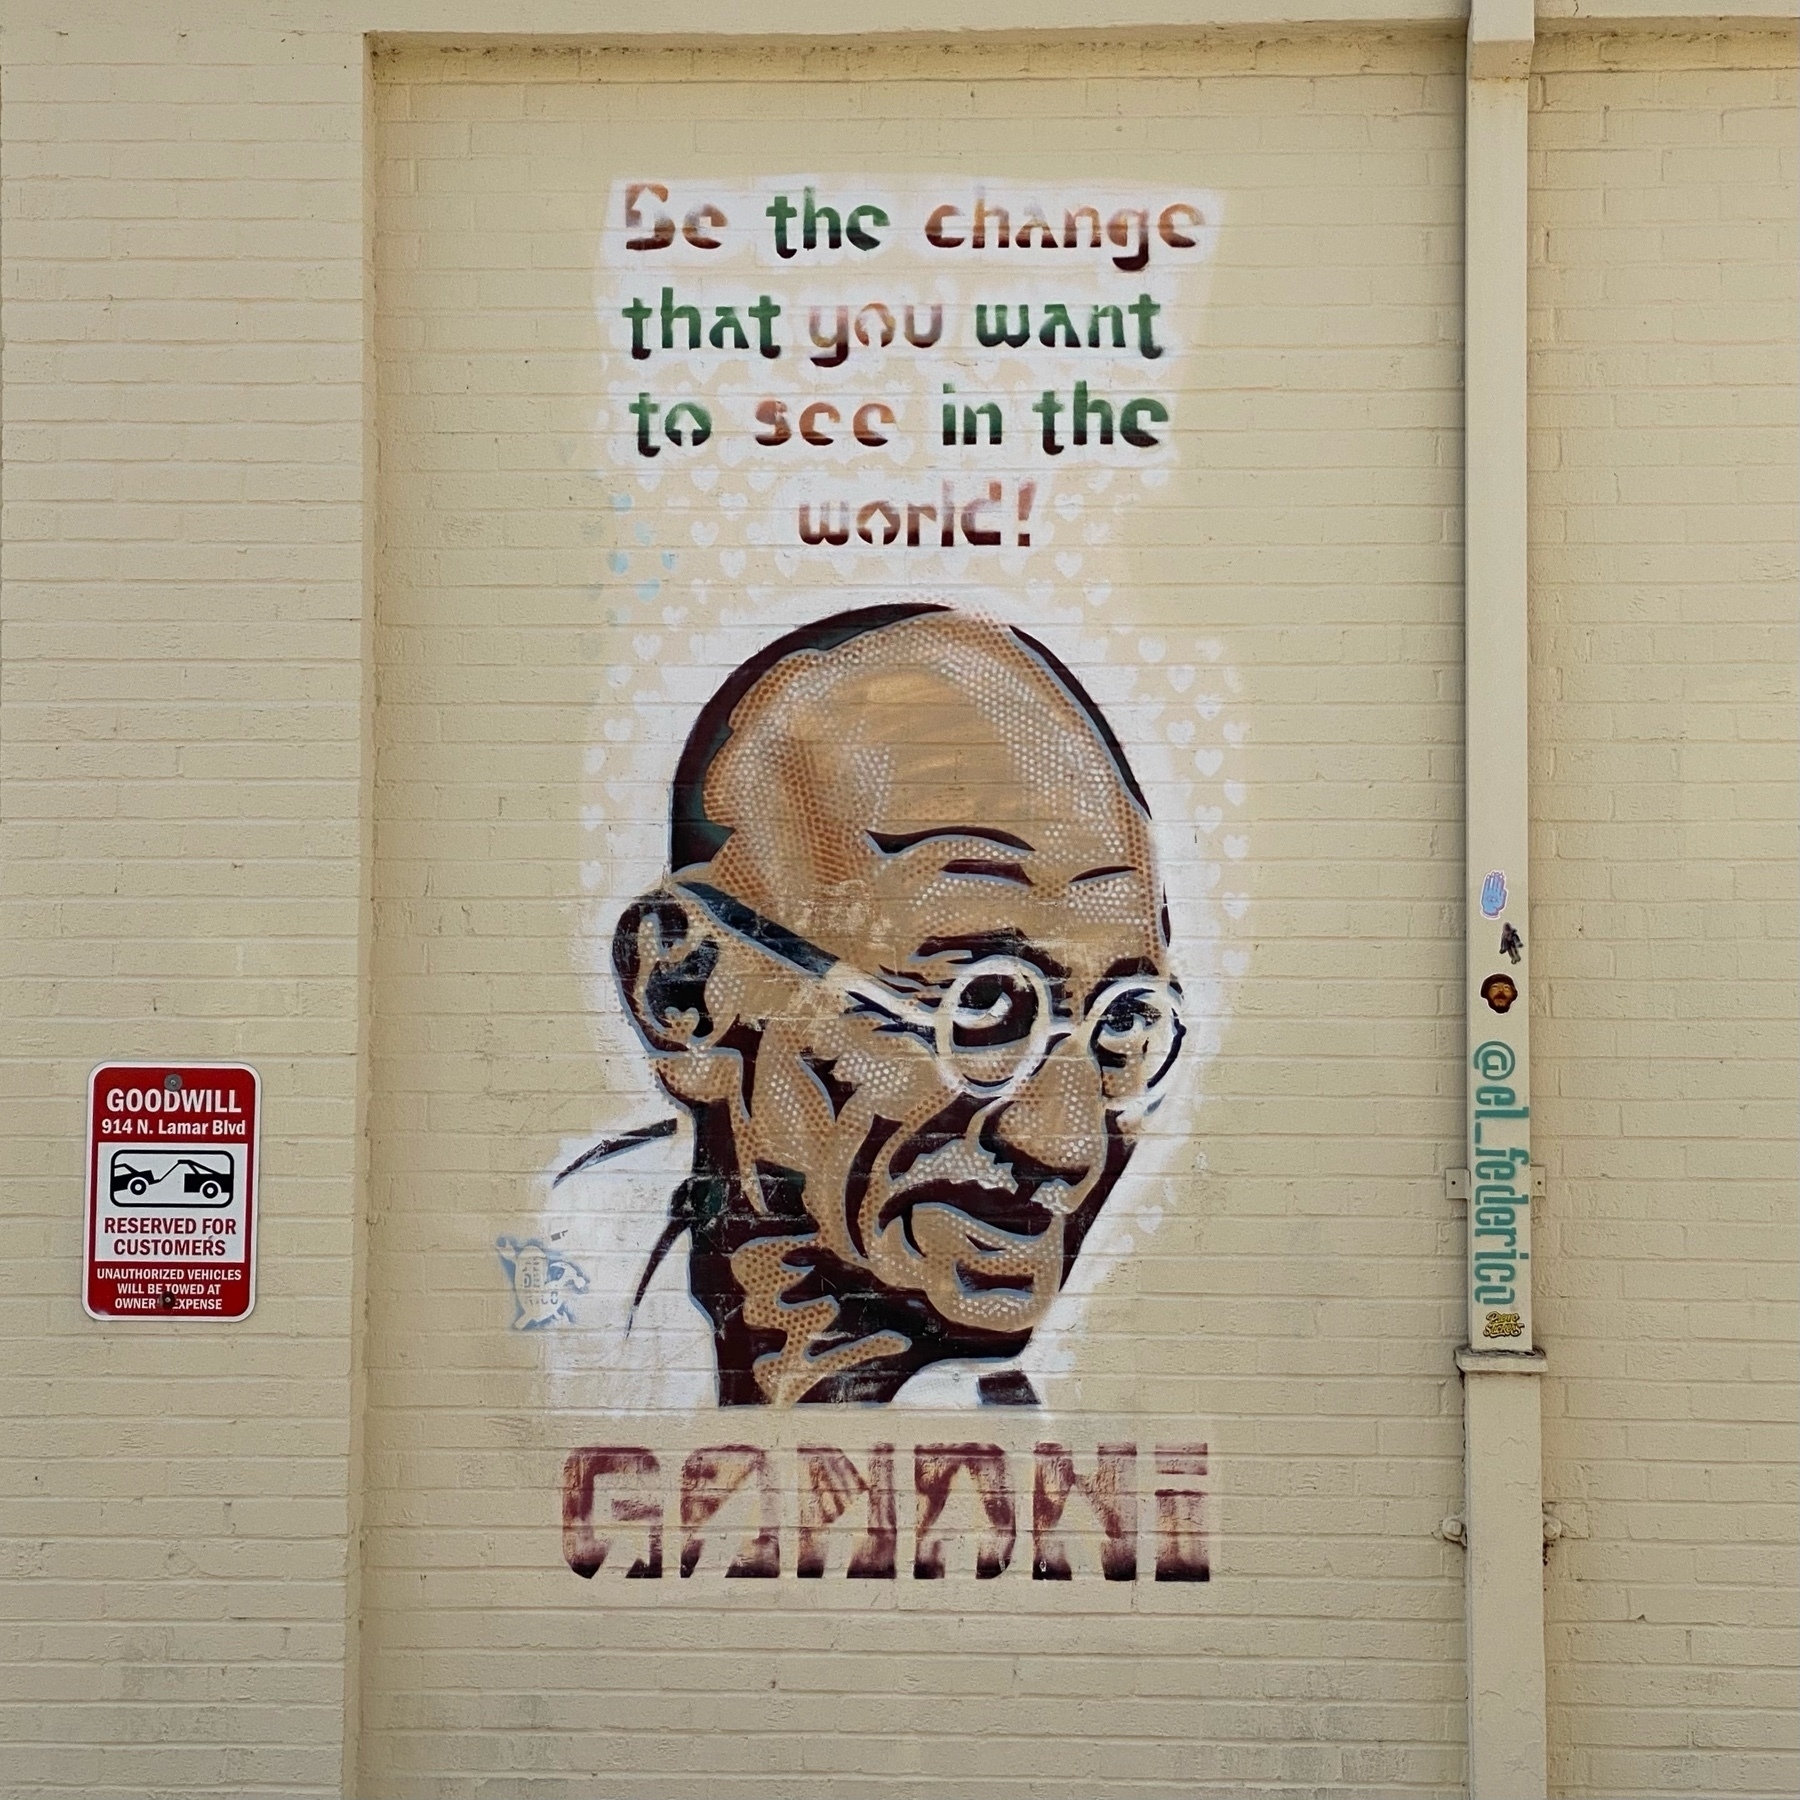 Be the change
that you want
to see in the
world!
GANDHi
GOODWILL
914 N. Lamar Blvd
RESERVED FOR
CUSTOMERS
UNAUTHORIZED VEHICLES
WILL BE TOWED AT
OWNER EXPENSE
@el_federico